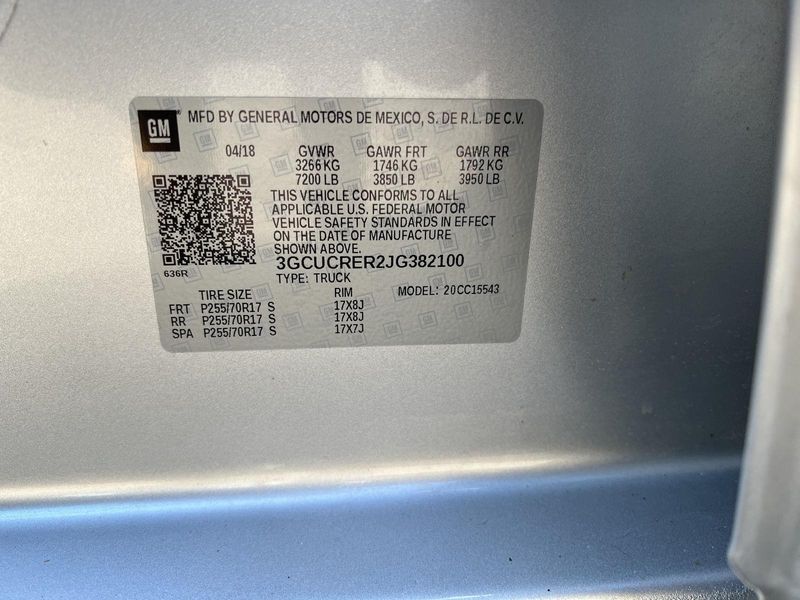 GM
MFD BY GENERAL MOTORS DE MEXICO, S. DE R.L. DE C.V.
04/18 GVWR GAWR FRT GAWR RR
3266 KG 1746 KG 1792 KG
7200 LB 3850 LB 3950 LB
THIS VEHICLE CONFORMS TO ALL
APPLICABLE U.S. FEDERAL MOTOR
VEHICLE SAFETY STANDARDS IN EFFECT
ON THE DATE OF MANUFACTURE
SHOWN ABOVE.
3GCUCRER2JG382100
636R
TYPE: TRUCK
TIRE SIZE RIM MODEL: 20CC15543
FRT P255/70R17 S 17X8J
RR P255/70R17 S 17X8J
SPA P255/70R17 S 17X7J